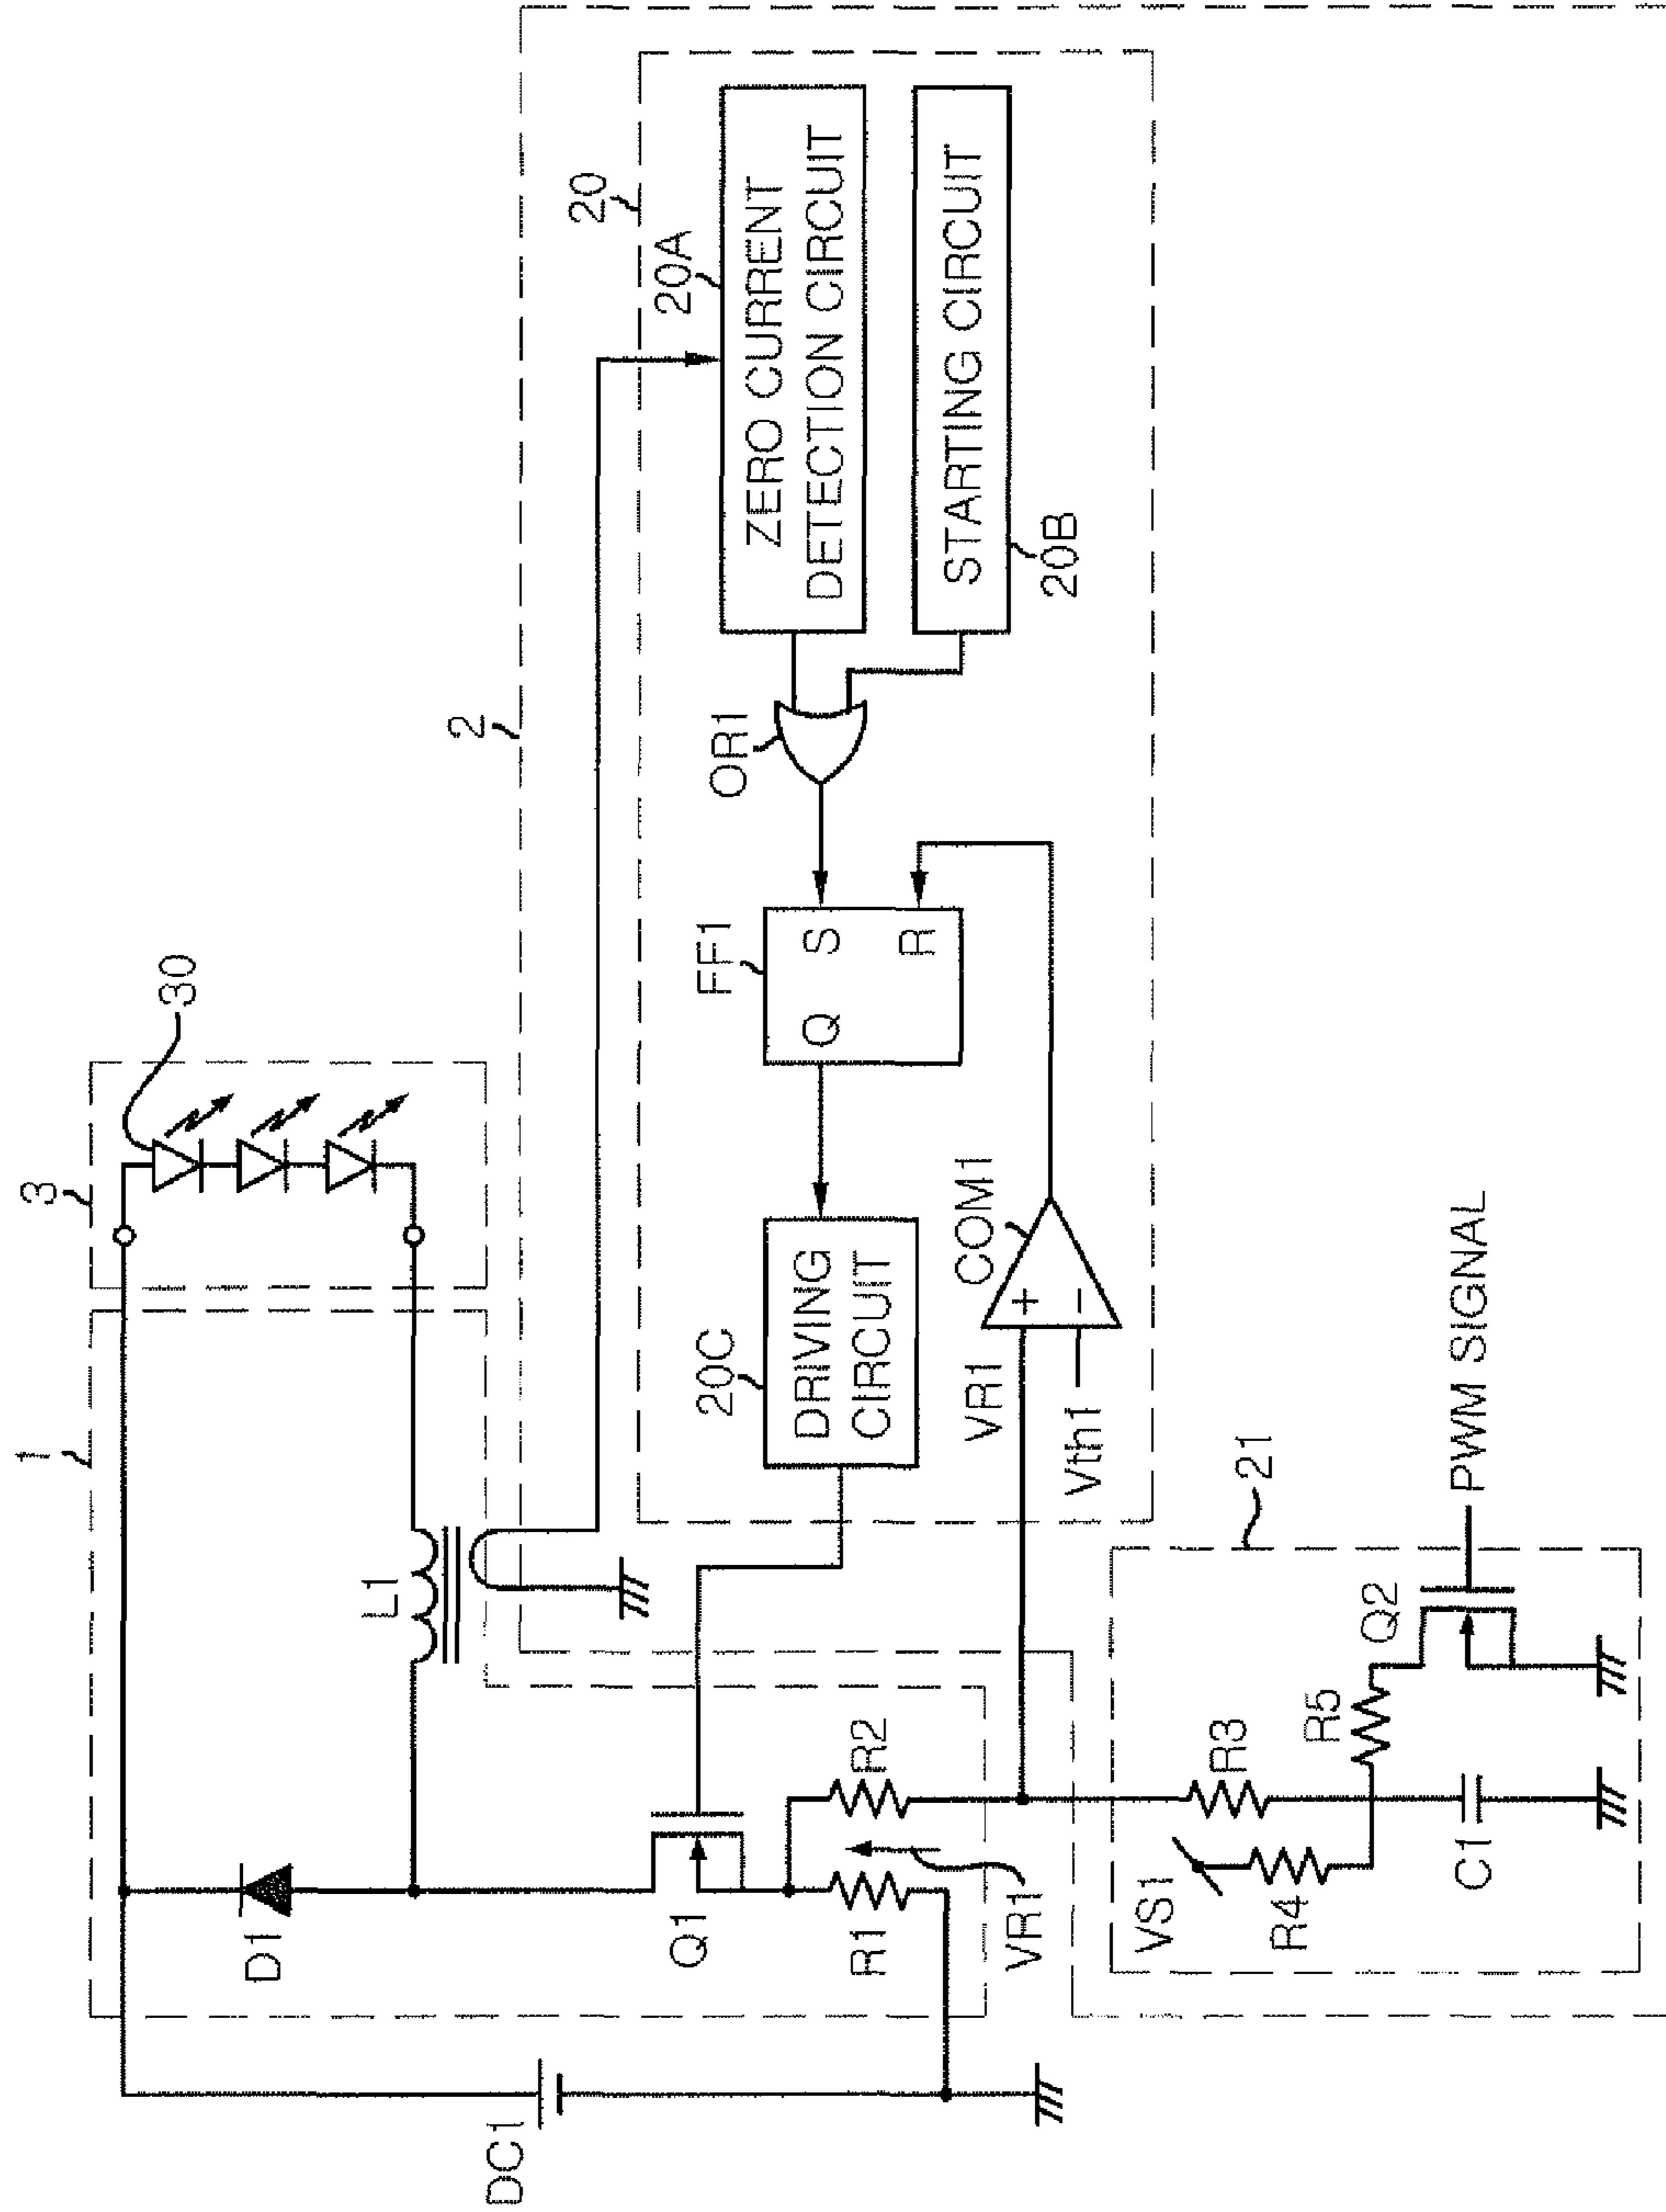 1
3
30
2
20
DC1
D1
L1
Q1
R1
R2
VR1
20A
ZERO CURRENT
DETECTION CIRCUIT
STARTING CIRCUIT
20B
OR1
FF1
Q
S
R
20C
DRIVING
CIRCUIT
COM1
+
−
VR1
Vth1
21
VS1
R4
R3
R5
C1
Q2
PWM SIGNAL